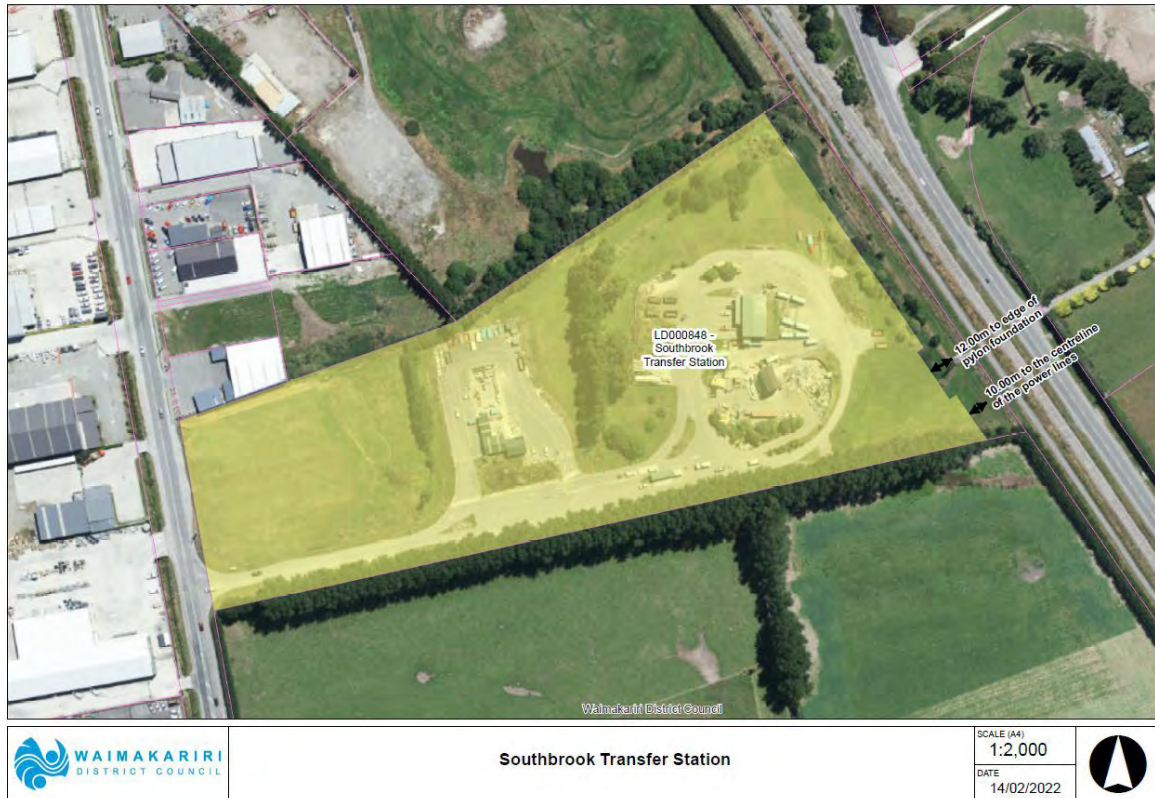 LD000848 -
Southbrook
Transfer Station
12.00m to edge of
pylon foundation
10.00m to the centreline
of the power lines
Waimakariri District Council
WAIMAKARIRI
DISTRICT COUNCIL
Southbrook Transfer Station
SCALE (A4)
1:2,000
DATE
14/02/2022